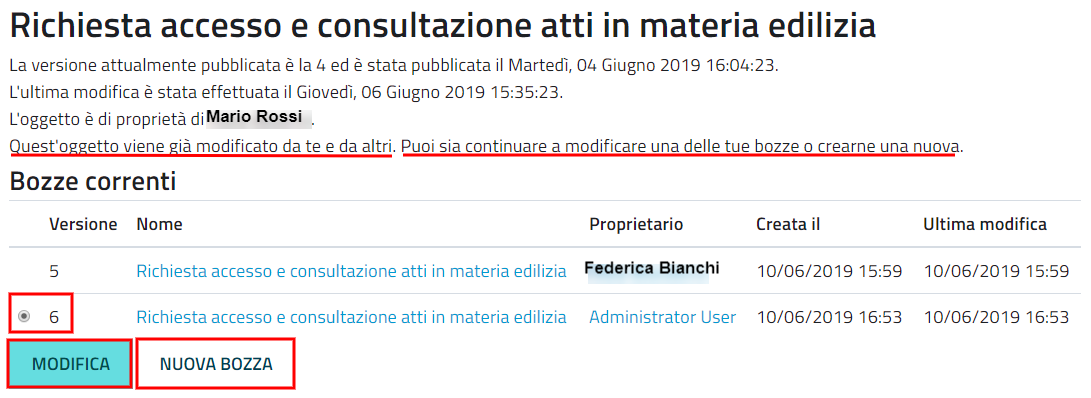 Richiesta accesso e consultazione atti in materia edilizia
La versione attualmente pubblicata è la 4 ed è stata pubblicata il Martedì, 04 Giugno 2019 16:04:23.
L'ultima modifica è stata effettuata il Giovedì, 06 Giugno 2019 15:35:23.
L'oggetto è di proprietà di Mario Rossi .
Quest'oggetto viene già modificato da te e da altri. Puoi sia continuare a modificare una delle tue bozze o crearne una nuova.
Bozze correnti
Versione Nome Proprietario Creata il Ultima modifica
5 Richiesta accesso e consultazione atti in materia edilizia Federica Bianchi 10/06/2019 15:59 10/06/2019 15:59
6 Richiesta accesso e consultazione atti in materia edilizia Administrator User 10/06/2019 16:53 10/06/2019 16:53
MODIFICA NUOVA BOZZA